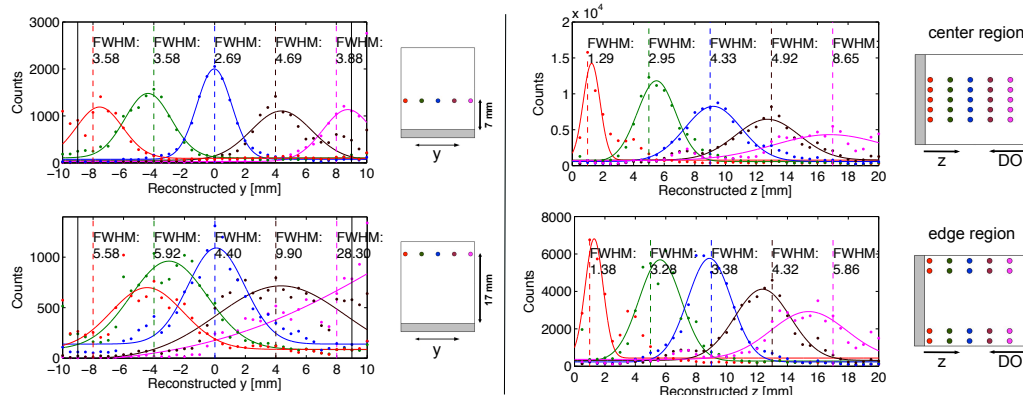 3000
2000
1000
0
Counts
FWHM: FWHM: FWHM: FWHM: FWHM:
3.58 3.58 2.69 4.69 3.88
−10 −8 −6 −4 −2 0 2 4 6 8 10
Reconstructed y [mm]
7 mm
y
2 x 10⁴
1.5
1
0.5
0
Counts
FWHM: FWHM: FWHM: FWHM: FWHM:
1.29 2.95 4.33 4.92 8.65
0 2 4 6 8 10 12 14 16 18 20
Reconstructed z [mm]
center region
z DO
1000
500
0
Counts
FWHM: FWHM: FWHM: FWHM: FWHM:
5.58 5.92 4.40 9.90 28.30
−10 −8 −6 −4 −2 0 2 4 6 8 10
Reconstructed y [mm]
17 mm
y
8000
6000
4000
2000
0
Counts
FWHM: FWHM: FWHM: FWHM: FWHM:
1.38 3.28 3.38 4.32 5.86
0 2 4 6 8 10 12 14 16 18 20
Reconstructed z [mm]
edge region
z DO